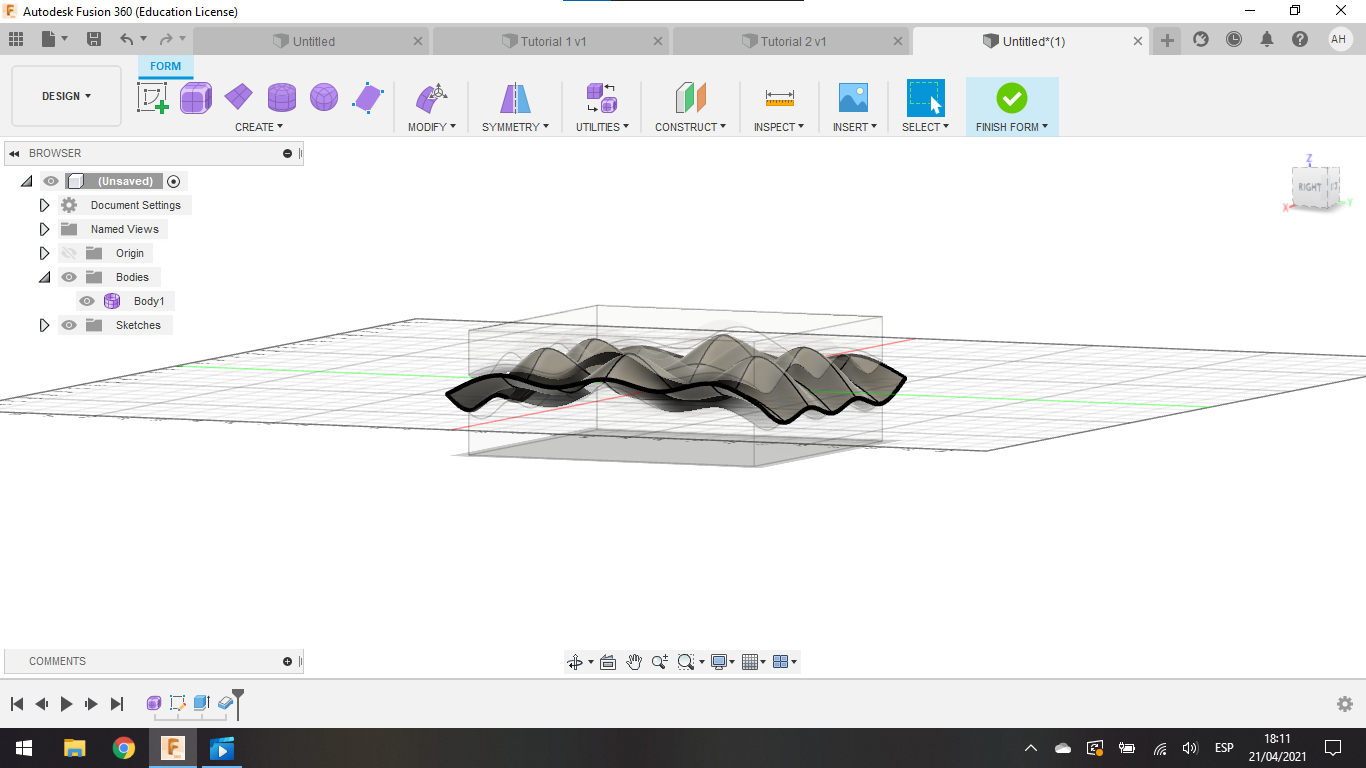 Autodesk Fusion 360 (Education License)
Untitled
Tutorial 1 v1
Tutorial 2 v1
Untitled*(1)
AH
FORM
DESIGN
CREATE
MODIFY
SYMMETRY
UTILITIES
CONSTRUCT
INSPECT
INSERT
SELECT
FINISH FORM
BROWSER
(Unsaved)
Document Settings
Named Views
Origin
Bodies
Body1
Sketches
Z
RIGHT
X
Y
COMMENTS
ESP
18:11
21/04/2021